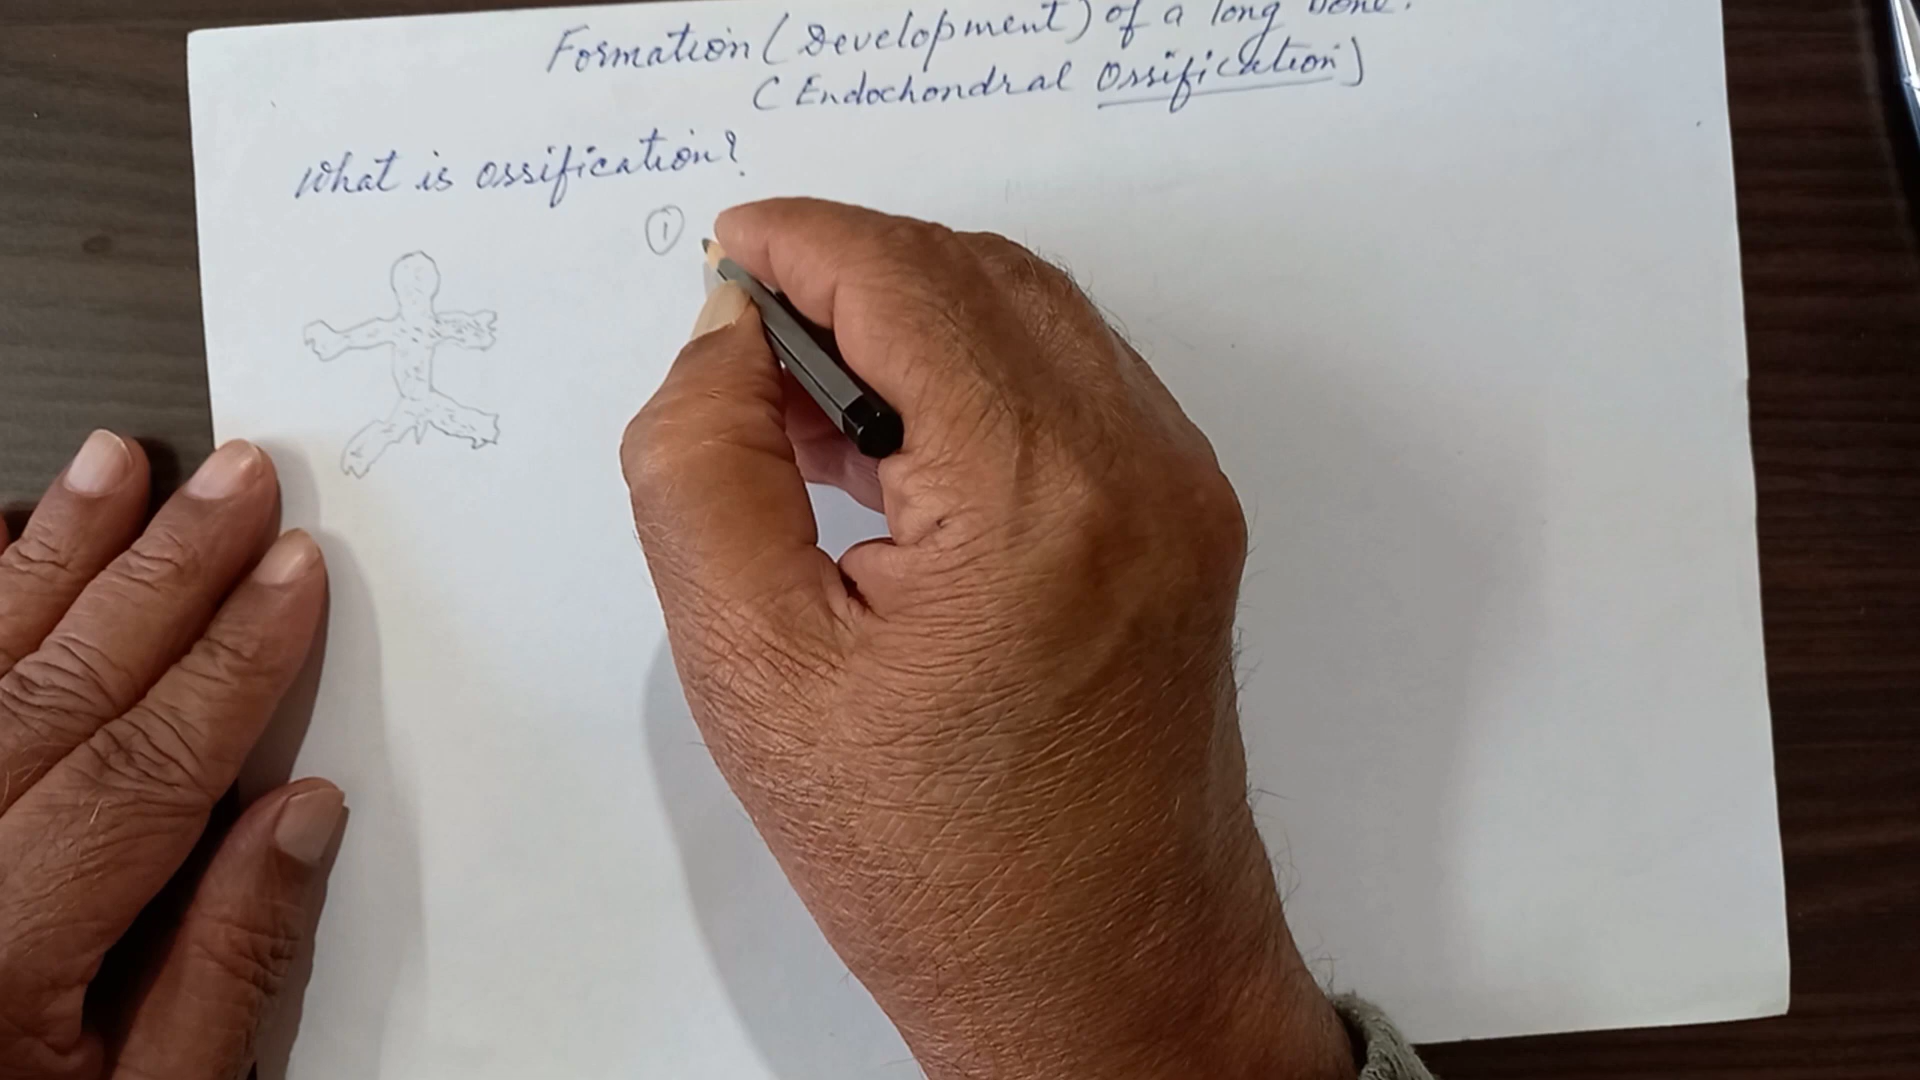 Formation (Development) of a long bone.
(Endochondral Ossification)
What is ossification?
①